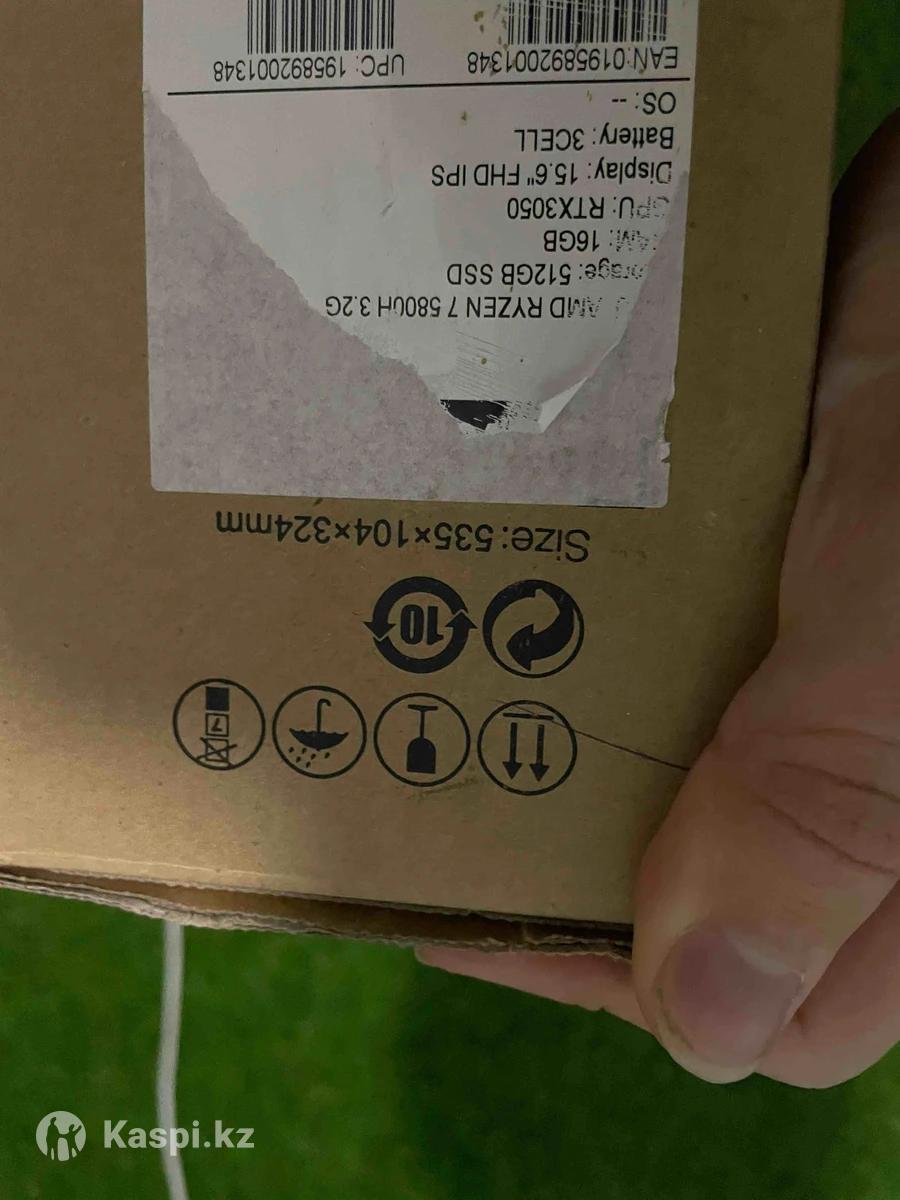 Size:535×104×324mm
AMD RYZEN 7 5800H 3.2G
512GB SSD
16GB
RTX3050
Display: 15.6" FHD IPS
Battery: 3CELL
OS: --
EAN:0195892001348 UPC: 195892001348
10
7
Kaspi.kz